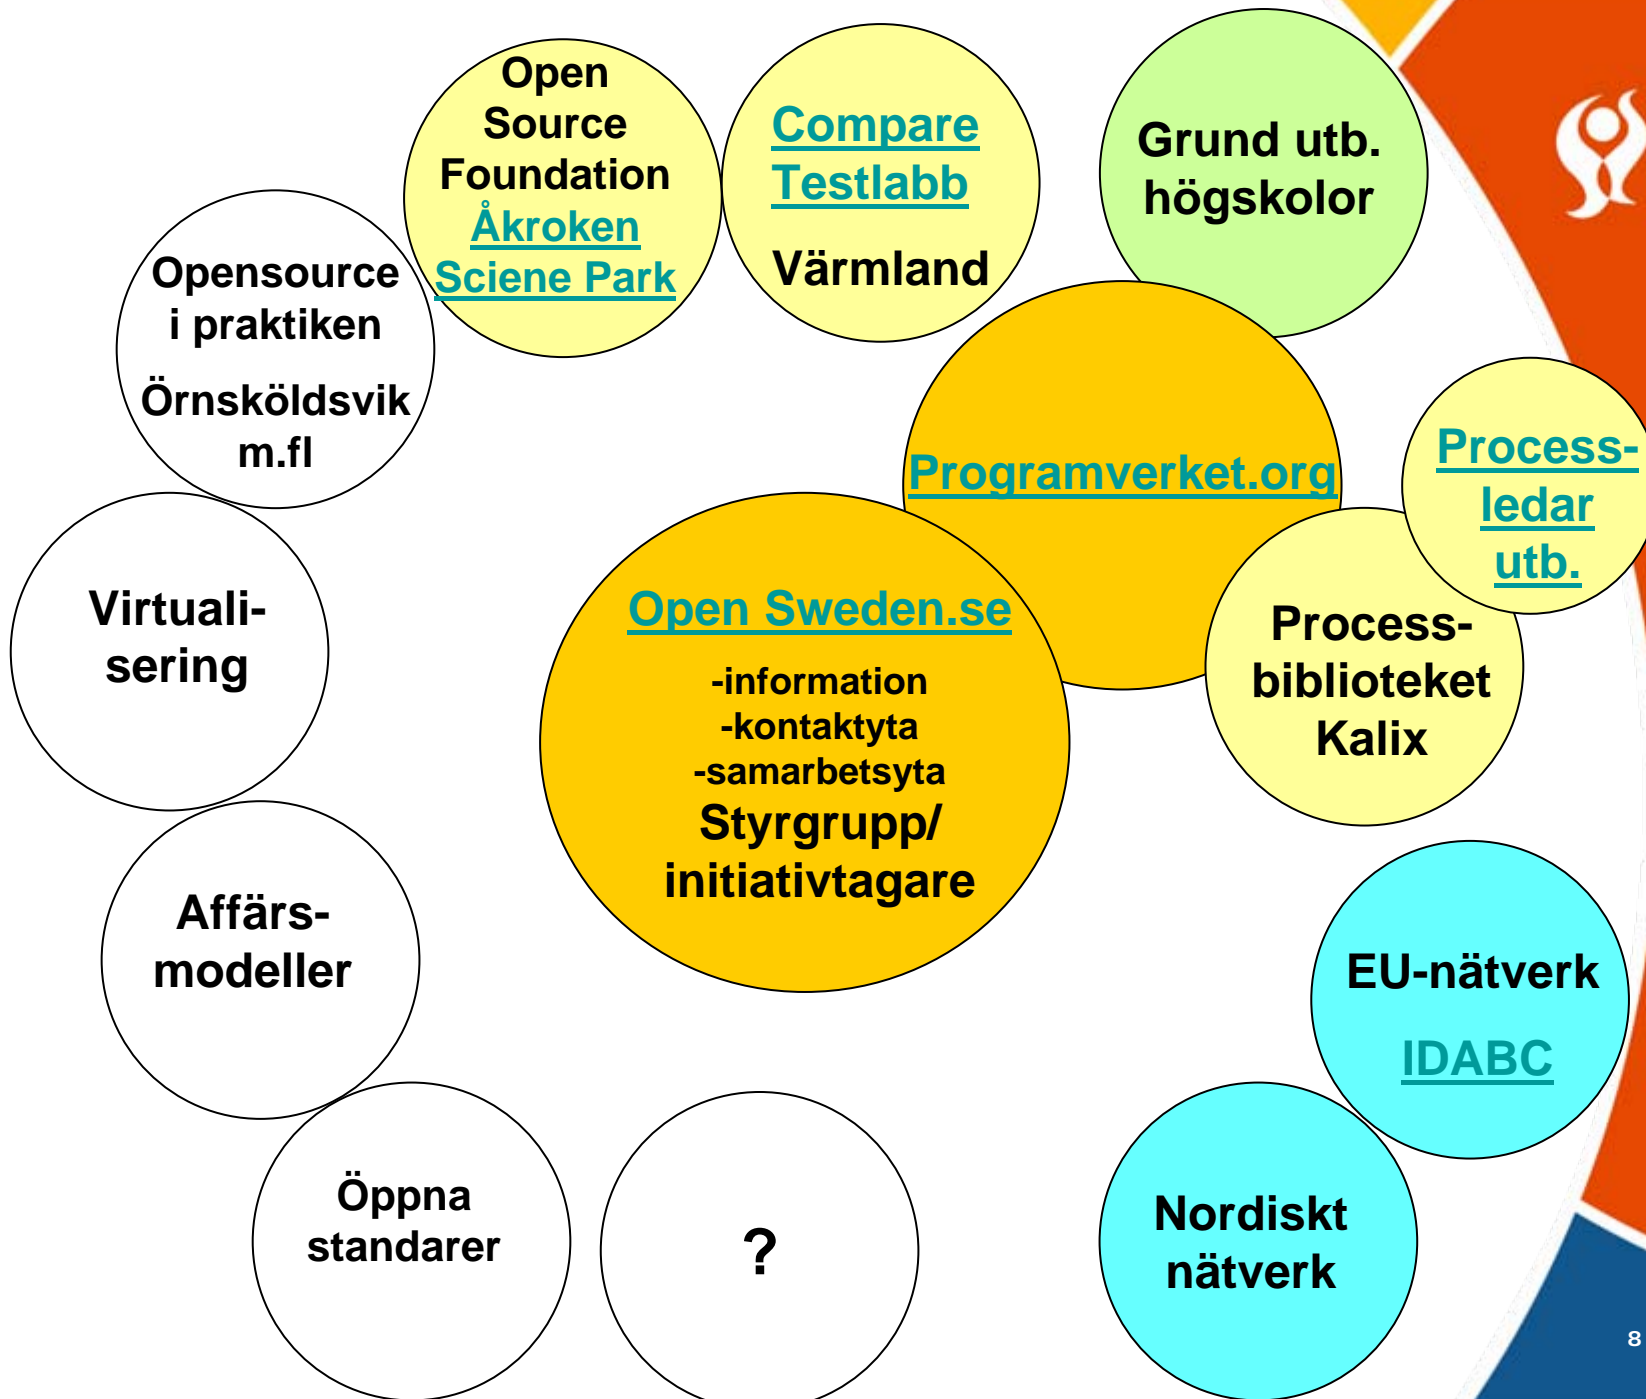 Open
Source
Foundation
Åkroken
Sciene Park
Compare
Testlabb
Värmland
Grund utb.
högskolor
Opensource
i praktiken
Örnsköldsvik
m.fl
Programverket.org
Process-
ledar
utb.
Virtuali-
sering
Open Sweden.se
-information
-kontaktyta
-samarbetsyta
Styrgrupp/
initiativtagare
Process-
biblioteket
Kalix
Affärs-
modeller
EU-nätverk
IDABC
Öppna
standarer
?
Nordiskt
nätverk
8